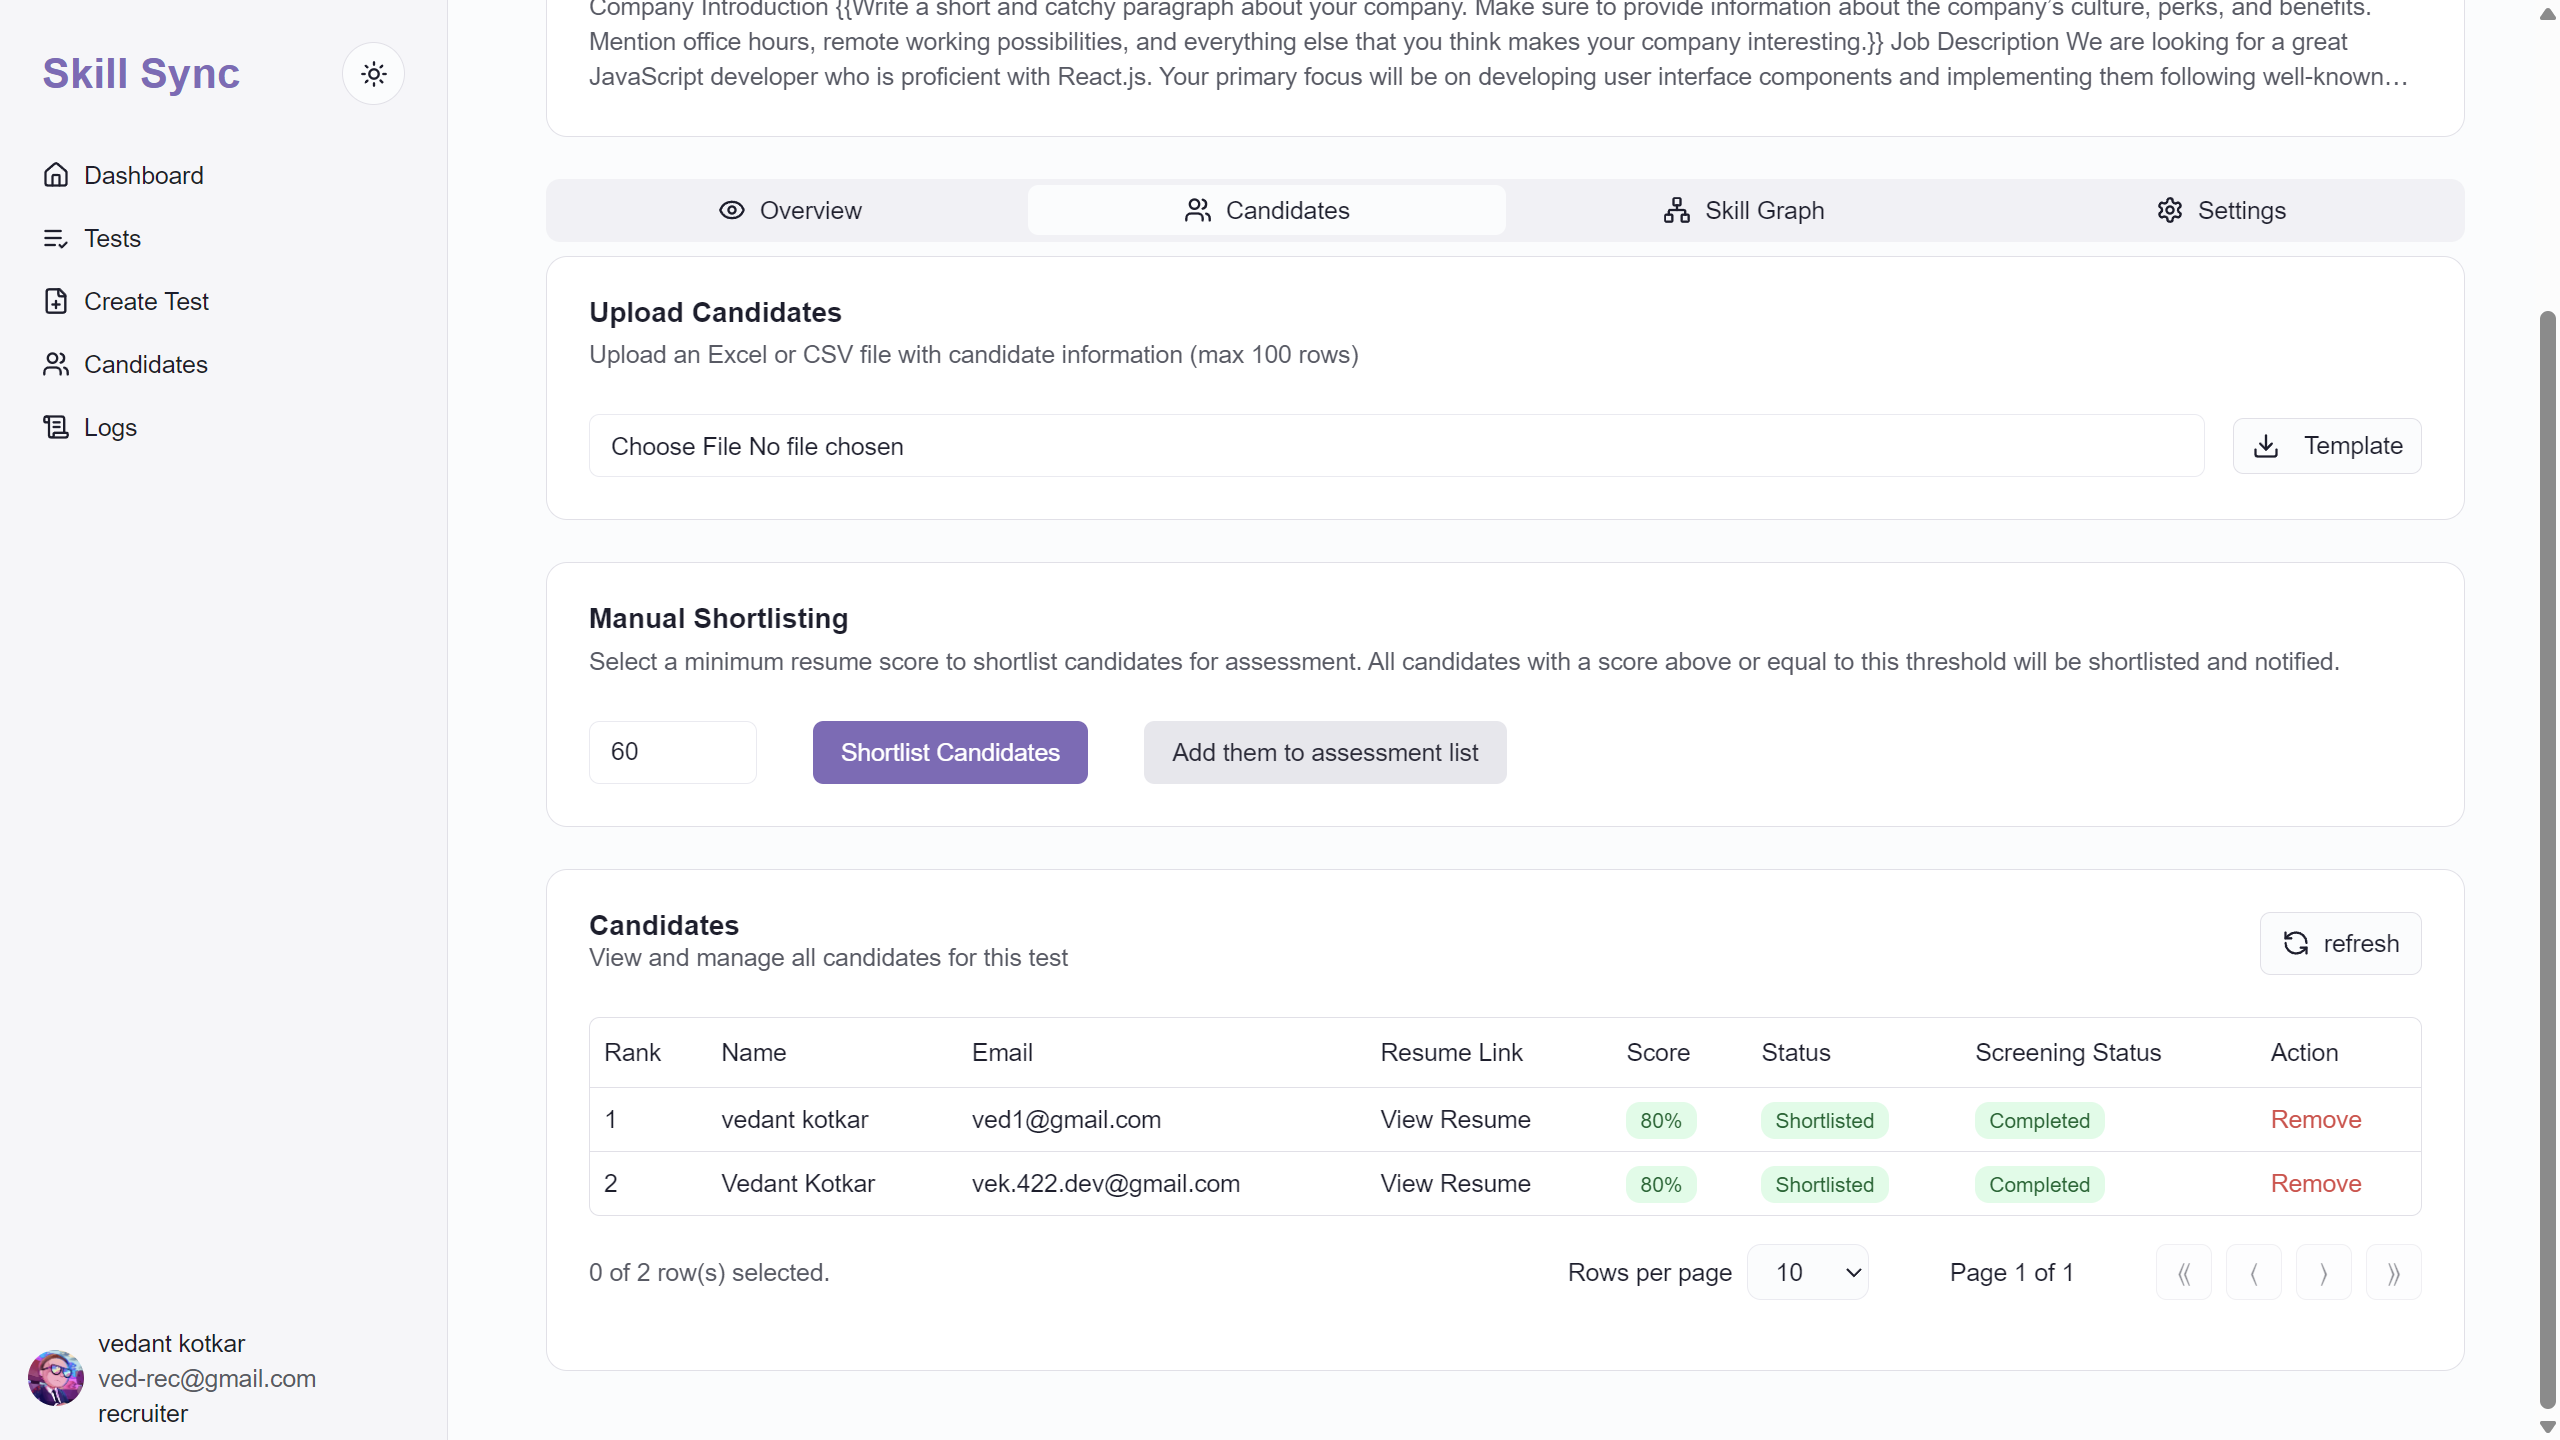 Skill Sync
Dashboard
Tests
Create Test
Candidates
Logs
vedant kotkar
ved-rec@gmail.com
recruiter
Company Introduction {{Write a short and catchy paragraph about your company. Make sure to provide information about the company's culture, perks, and benefits.
Mention office hours, remote working possibilities, and everything else that you think makes your company interesting.}} Job Description We are looking for a great
JavaScript developer who is proficient with React.js. Your primary focus will be on developing user interface components and implementing them following well-known…
Overview Candidates Skill Graph Settings
Upload Candidates
Upload an Excel or CSV file with candidate information (max 100 rows)
Choose File No file chosen Template
Manual Shortlisting
Select a minimum resume score to shortlist candidates for assessment. All candidates with a score above or equal to this threshold will be shortlisted and notified.
60 Shortlist Candidates Add them to assessment list
Candidates
View and manage all candidates for this test
refresh
Rank Name Email Resume Link Score Status Screening Status Action
1 vedant kotkar ved1@gmail.com View Resume 80% Shortlisted Completed Remove
2 Vedant Kotkar vek.422.dev@gmail.com View Resume 80% Shortlisted Completed Remove
0 of 2 row(s) selected. Rows per page 10 Page 1 of 1